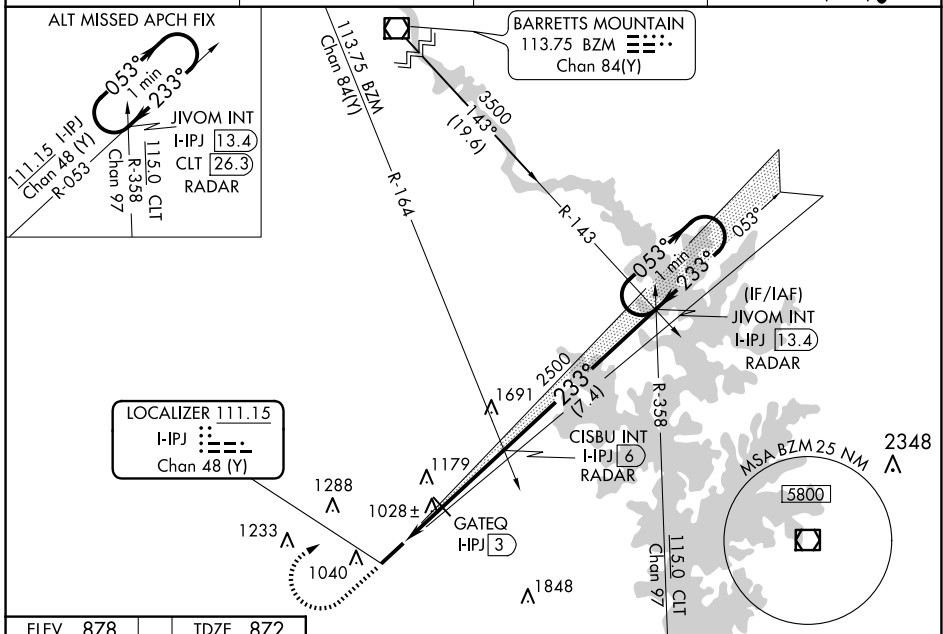 ALT MISSED APCH FIX
053°
1 min
233°
JIVOM INT
I-IPJ 13.4
CLT 26.3
RADAR
111.15 I-IPJ
Chan 48 (Y)
R-053
R-358
115.0 CLT
Chan 97
113.75 BZM
Chan 84(Y)
R-164
BARRETTS MOUNTAIN
113.75 BZM
Chan 84(Y)
3500
143°
(19.6)
R-143
053°
053°
1 min
233°
(IF/IAF)
JIVOM INT
I-IPJ 13.4
RADAR
2500
233°
(7.4)
R-358
1691
CISBU INT
I-IPJ 6
RADAR
LOCALIZER 111.15
I-IPJ
Chan 48 (Y)
1179
1288
1028±
GATEQ
I-IPJ 3
1233
1040
1848
115.0 CLT
Chan 97
MSA BZM 25 NM
5800
2348
ELEV 878
TDZE 872